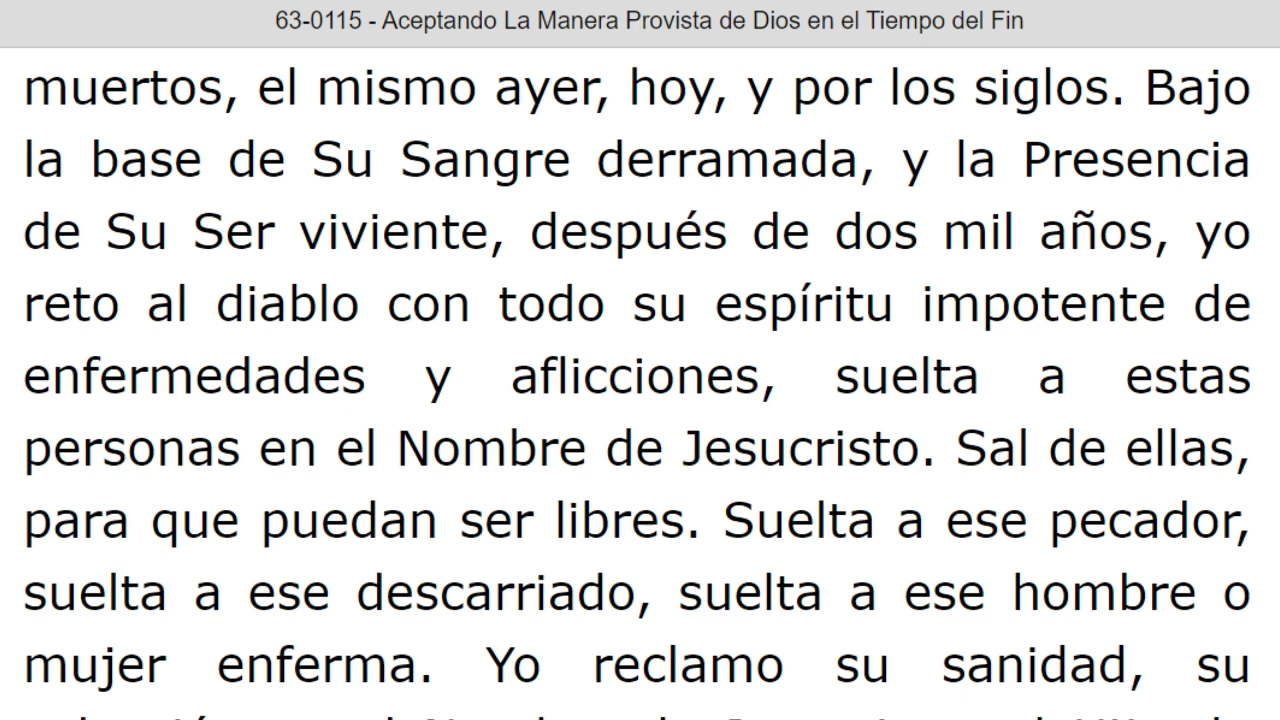 63-0115 - Aceptando La Manera Provista de Dios en el Tiempo del Fin
muertos, el mismo ayer, hoy, y por los siglos. Bajo
la base de Su Sangre derramada, y la Presencia
de Su Ser viviente, después de dos mil años, yo
reto al diablo con todo su espíritu impotente de
enfermedades y aflicciones, suelta a estas
personas en el Nombre de Jesucristo. Sal de ellas,
para que puedan ser libres. Suelta a ese pecador,
suelta a ese descarriado, suelta a ese hombre o
mujer enferma. Yo reclamo su sanidad, su